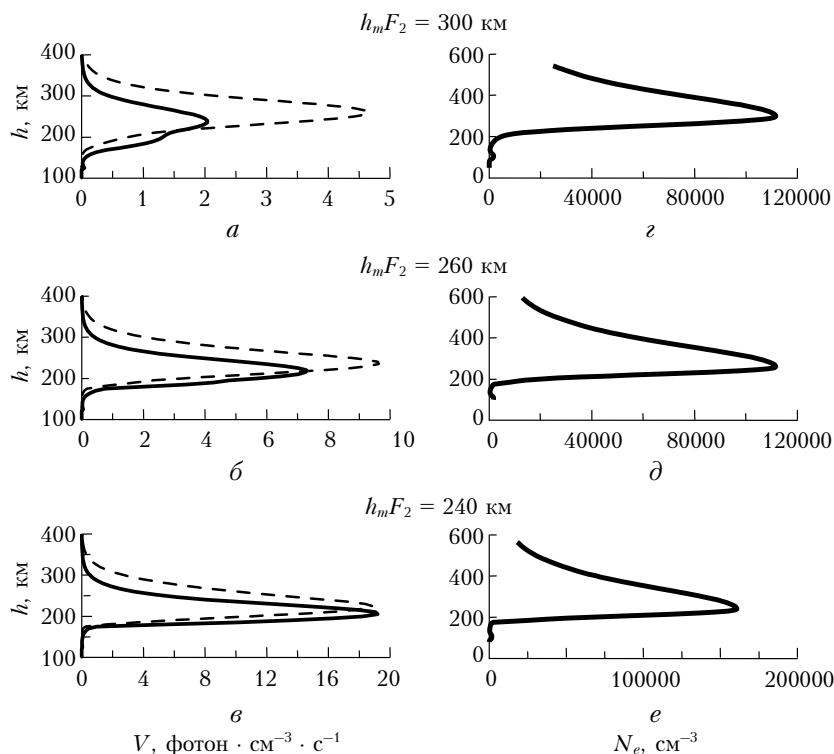 h_mF_2 = 300 км
h, км
400
300
200
100
0 1 2 3 4 5
а
600
400
200
0
0 40000 80000 120000
г
h_mF_2 = 260 км
h, км
400
300
200
100
0 2 4 6 8 10
б
600
400
200
0
0 40000 80000 120000
д
h_mF_2 = 240 км
h, км
400
300
200
100
0 4 8 12 16 20
в
V, фотон · см⁻³ · с⁻¹
600
400
200
0
0 100000 200000
е
N_e, см⁻³